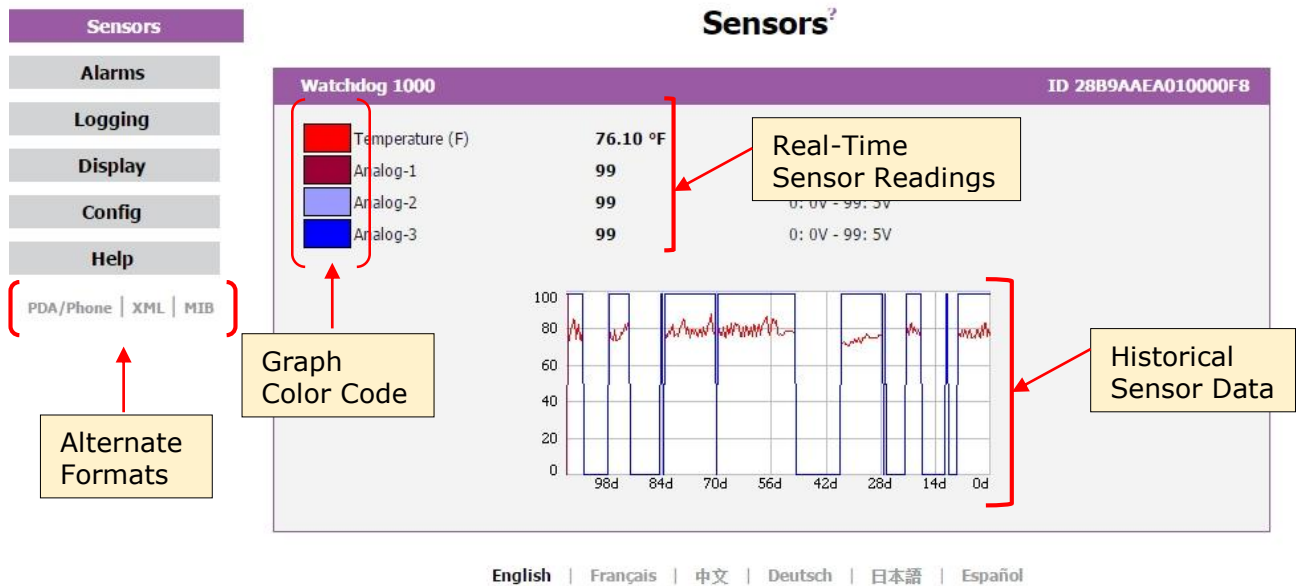 Sensors
Alarms
Logging
Display
Config
Help
PDA/Phone | XML | MIB
Alternate
Formats
Sensors?
Watchdog 1000 ID 28B9AAEA010000F8
Temperature (F) 76.10 °F
Analog-1 99
Analog-2 99 0: 0V - 99: 5V
Analog-3 99 0: 0V - 99: 5V
Real-Time
Sensor Readings
Graph
Color Code
100
80
60
40
20
0
98d 84d 70d 56d 42d 28d 14d 0d
Historical
Sensor Data
English | Français | 中文 | Deutsch | 日本語 | Español